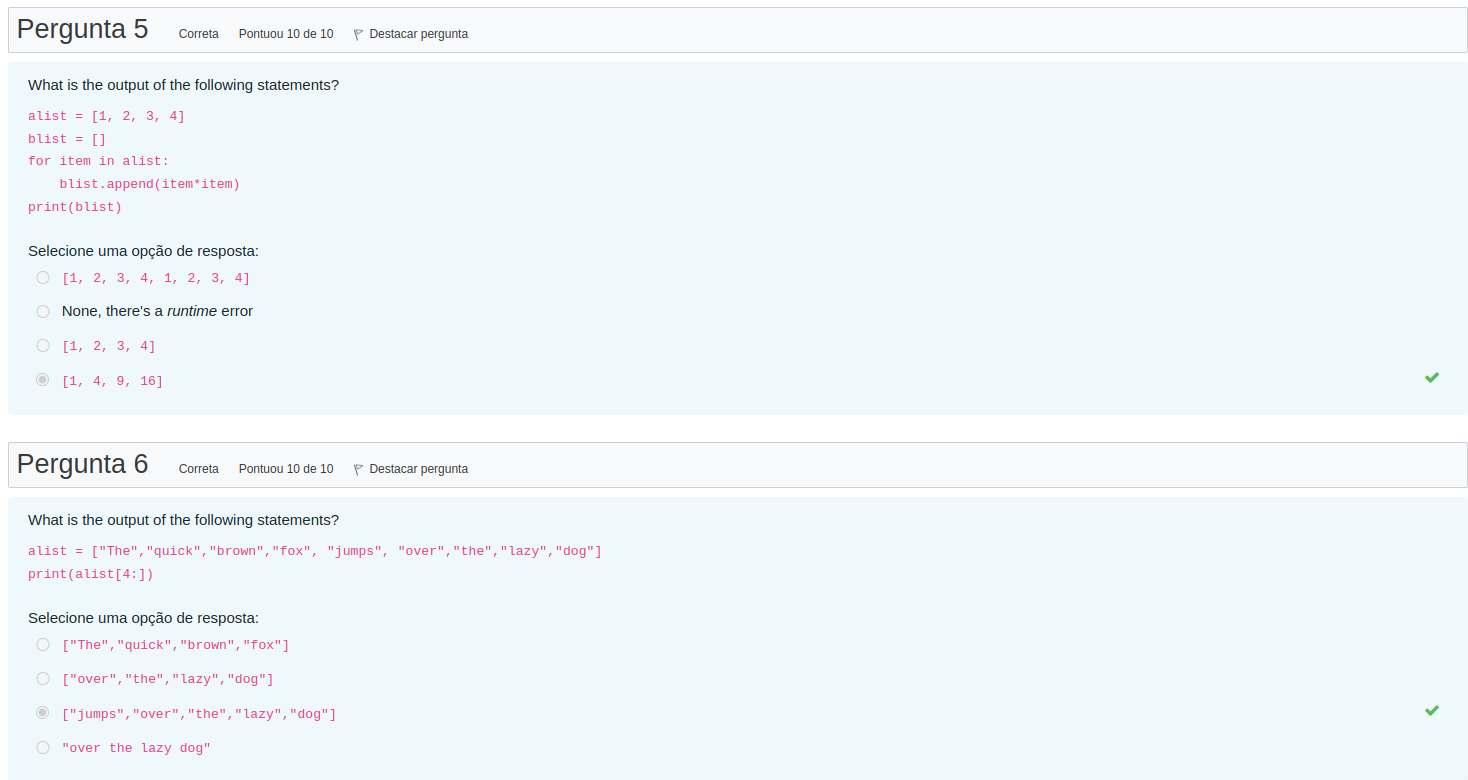 Pergunta 5 Correta Pontuou 10 de 10 Destacar pergunta
What is the output of the following statements?
alist = [1, 2, 3, 4]
blist = []
for item in alist:
    blist.append(item*item)
print(blist)
Selecione uma opção de resposta:
[1, 2, 3, 4, 1, 2, 3, 4]
None, there's a runtime error
[1, 2, 3, 4]
[1, 4, 9, 16]
Pergunta 6 Correta Pontuou 10 de 10 Destacar pergunta
What is the output of the following statements?
alist = ["The","quick","brown","fox", "jumps", "over","the","lazy","dog"]
print(alist[4:])
Selecione uma opção de resposta:
["The","quick","brown","fox"]
["over","the","lazy","dog"]
["jumps","over","the","lazy","dog"]
"over the lazy dog"